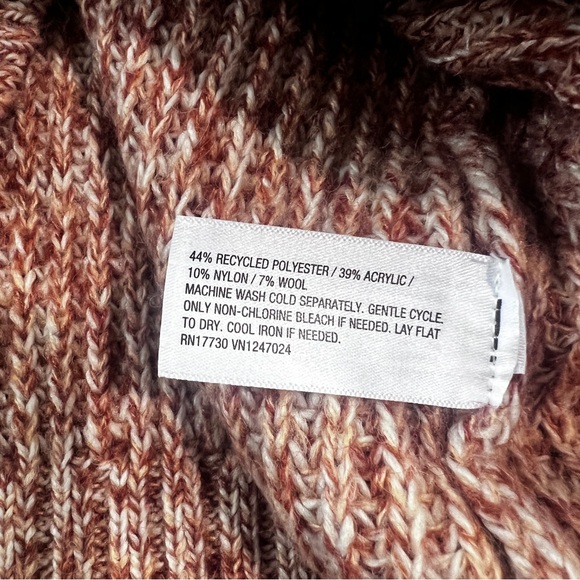 44% RECYCLED POLYESTER / 39% ACRYLIC /
10% NYLON / 7% WOOL
MACHINE WASH COLD SEPARATELY. GENTLE CYCLE.
ONLY NON-CHLORINE BLEACH IF NEEDED. LAY FLAT
TO DRY. COOL IRON IF NEEDED.
RN17730 VN1247024